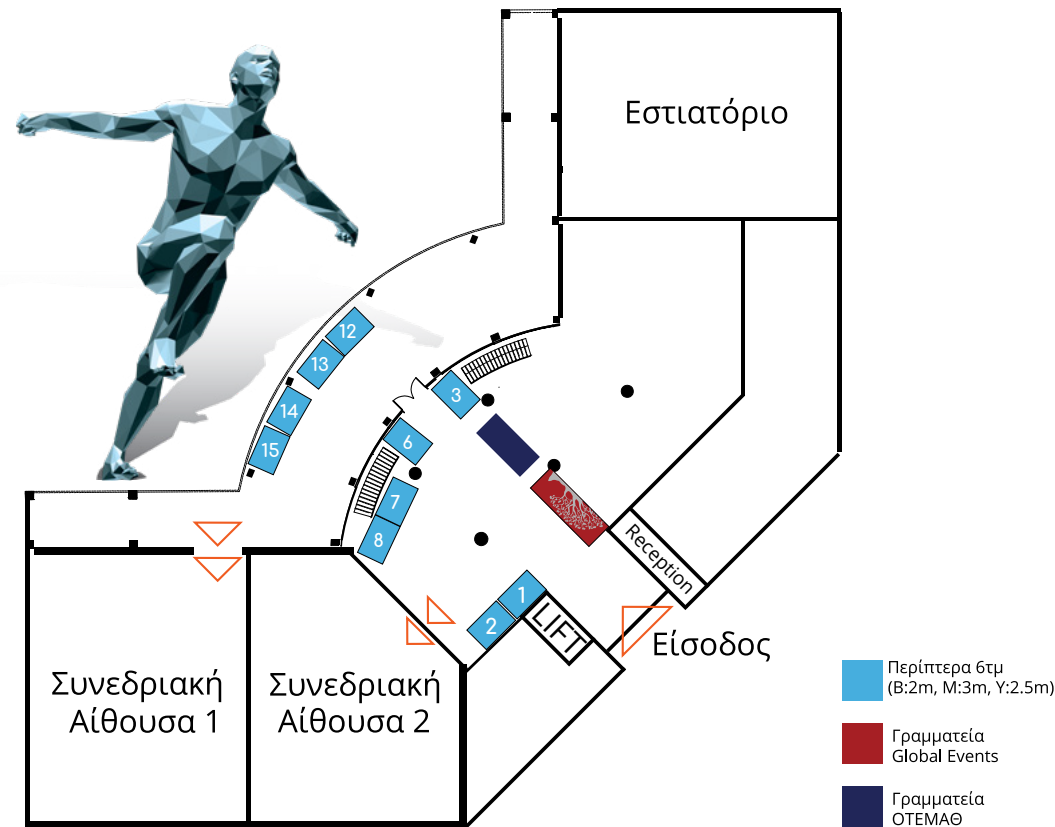 Εστιατόριο
12
13
14
15
3
6
7
8
1
2
LIFT
Reception
Είσοδος
Συνεδριακή
Αίθουσα 1
Συνεδριακή
Αίθουσα 2
Περίπτερα 6τμ
(Β:2m, Μ:3m, Υ:2.5m)
Γραμματεία
Global Events
Γραμματεία
ΟΤΕΜΑΘ